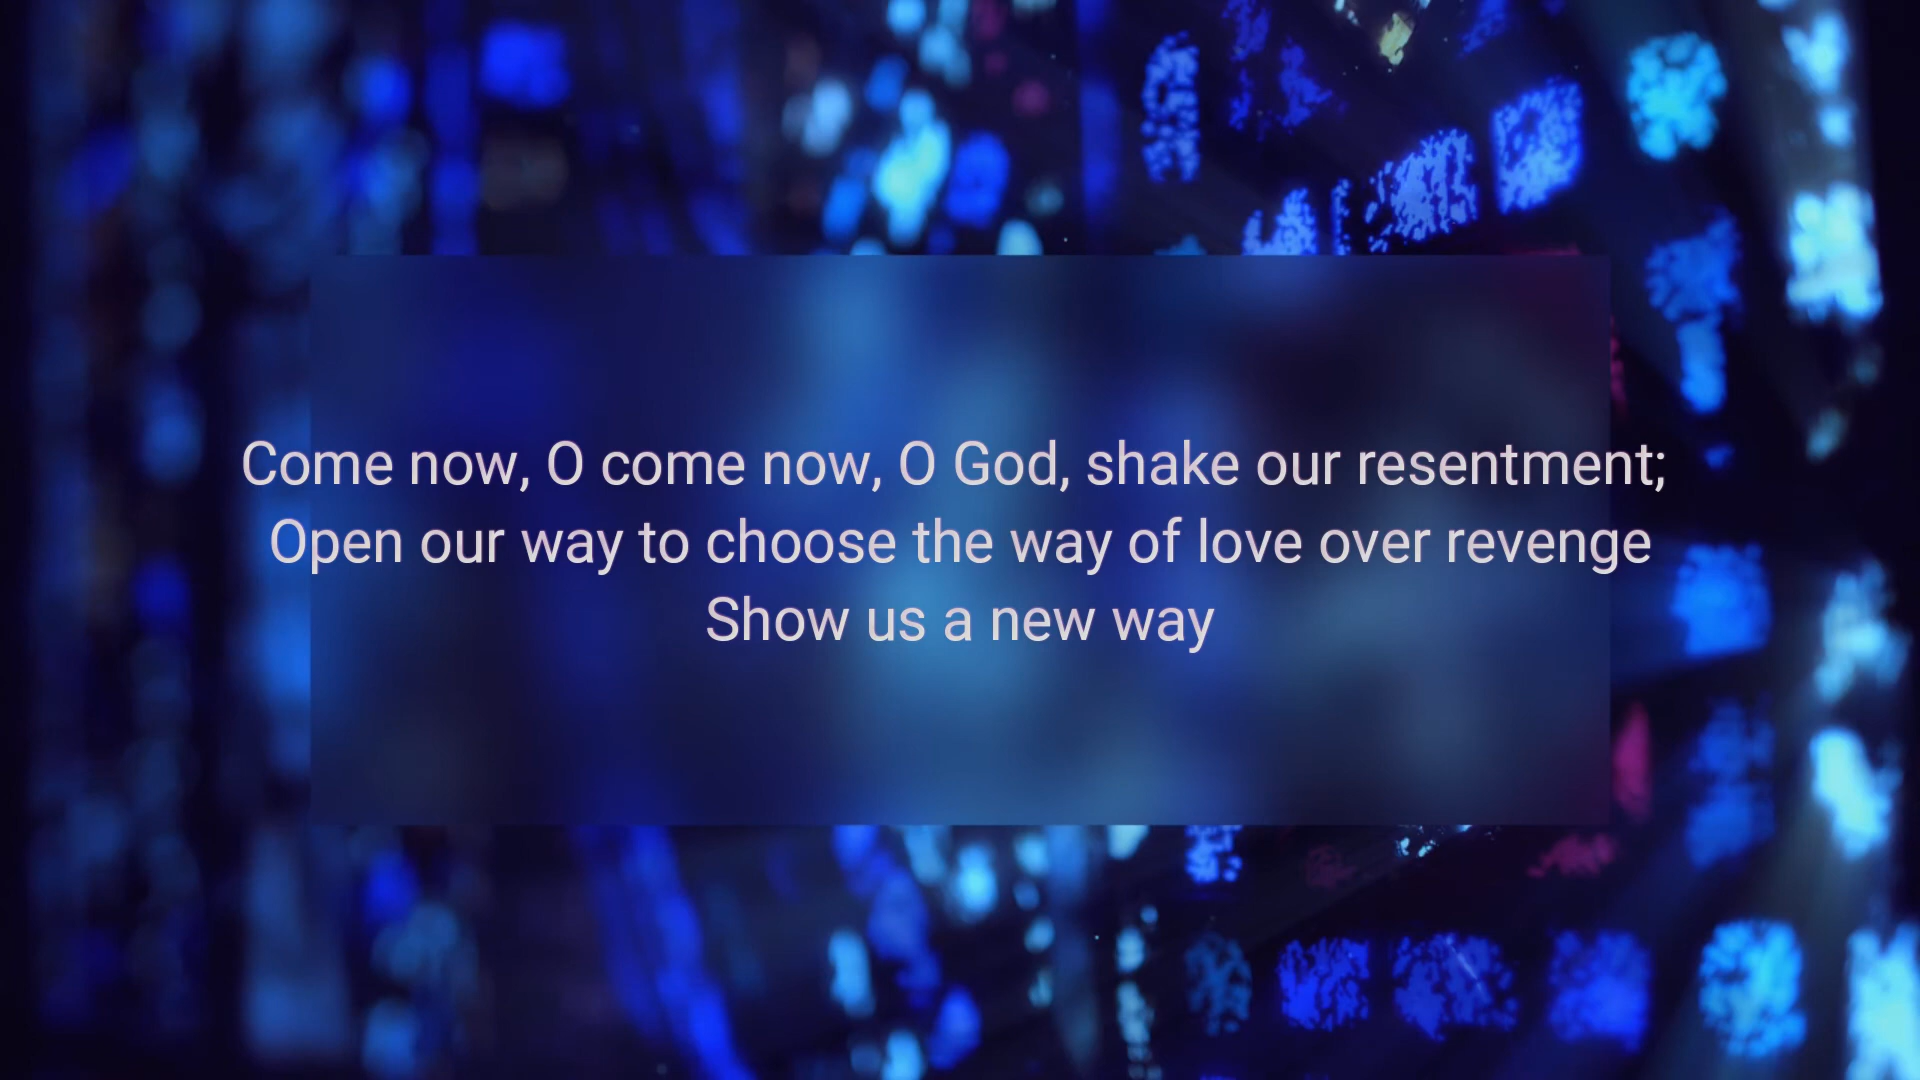 Come now, O come now, O God, shake our resentment;
Open our way to choose the way of love over revenge
Show us a new way